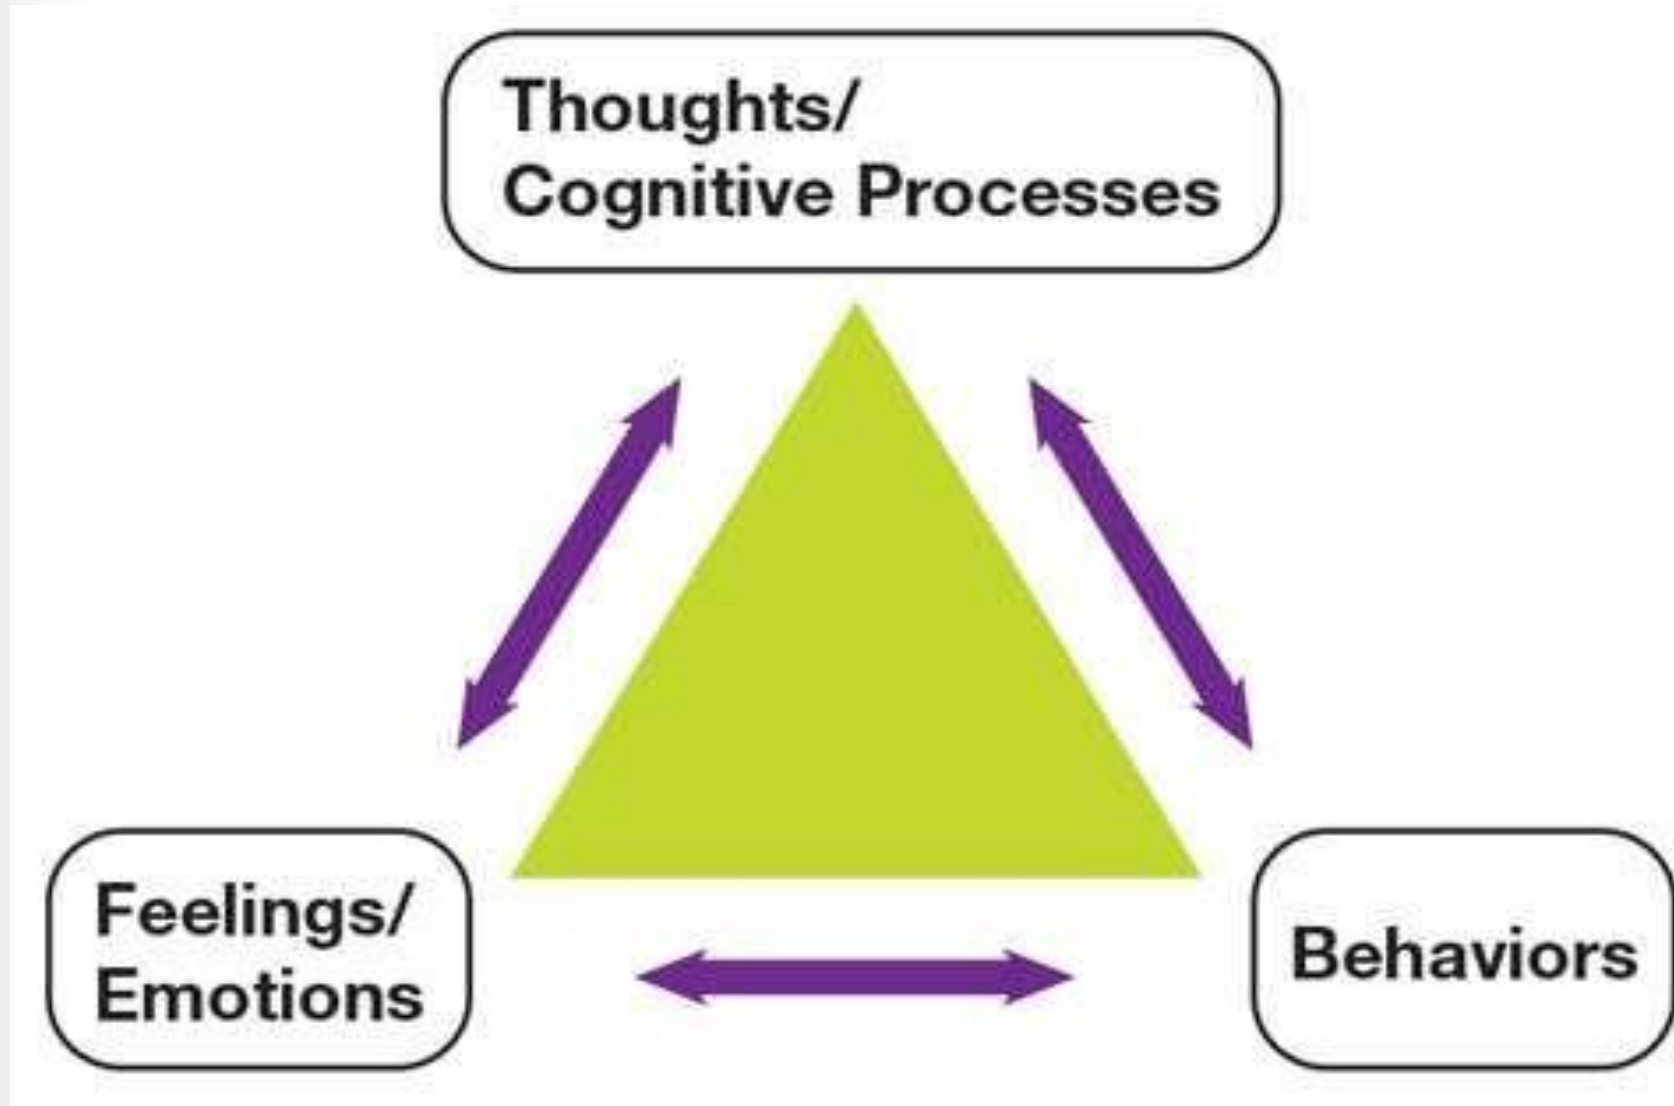 Thoughts/
Cognitive Processes
Feelings/
Emotions
Behaviors